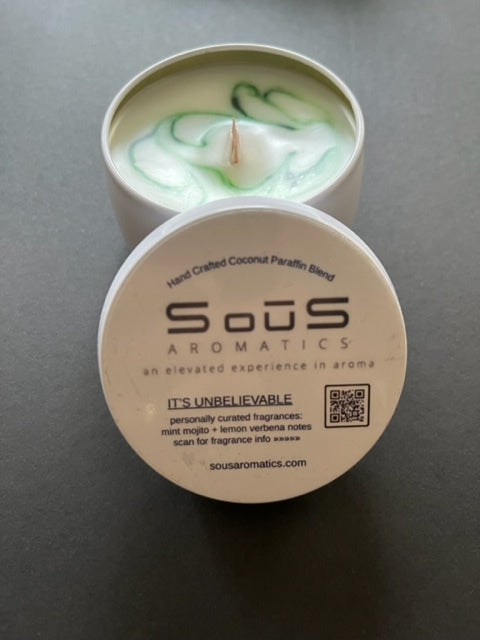 Hand Crafted Coconut Paraffin Blend
SoūS
AROMATICS
an elevated experience in aroma
IT'S UNBELIEVABLE
personally curated fragrances:
mint mojito + lemon verbena notes
scan for fragrance info »»»»»
sousaromatics.com